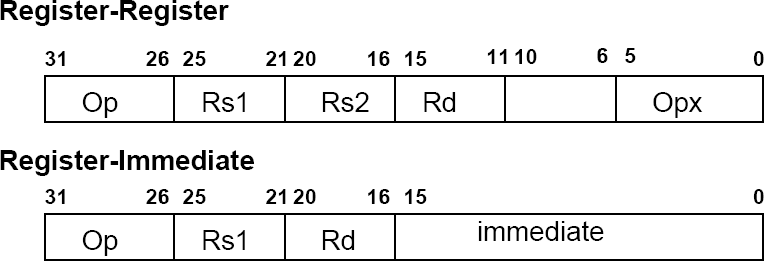 Register-Register
31 26 25 21 20 16 15 11 10 6 5 0
Op Rs1 Rs2 Rd Opx
Register-Immediate
31 26 25 21 20 16 15 0
Op Rs1 Rd immediate